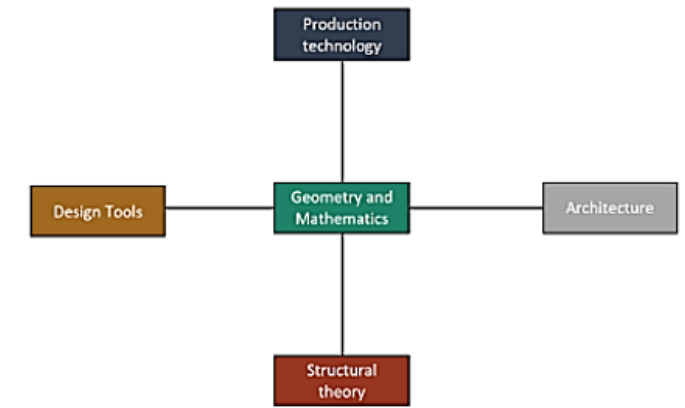 Production
technology
Design Tools
Geometry and
Mathematics
Architecture
Structural
theory